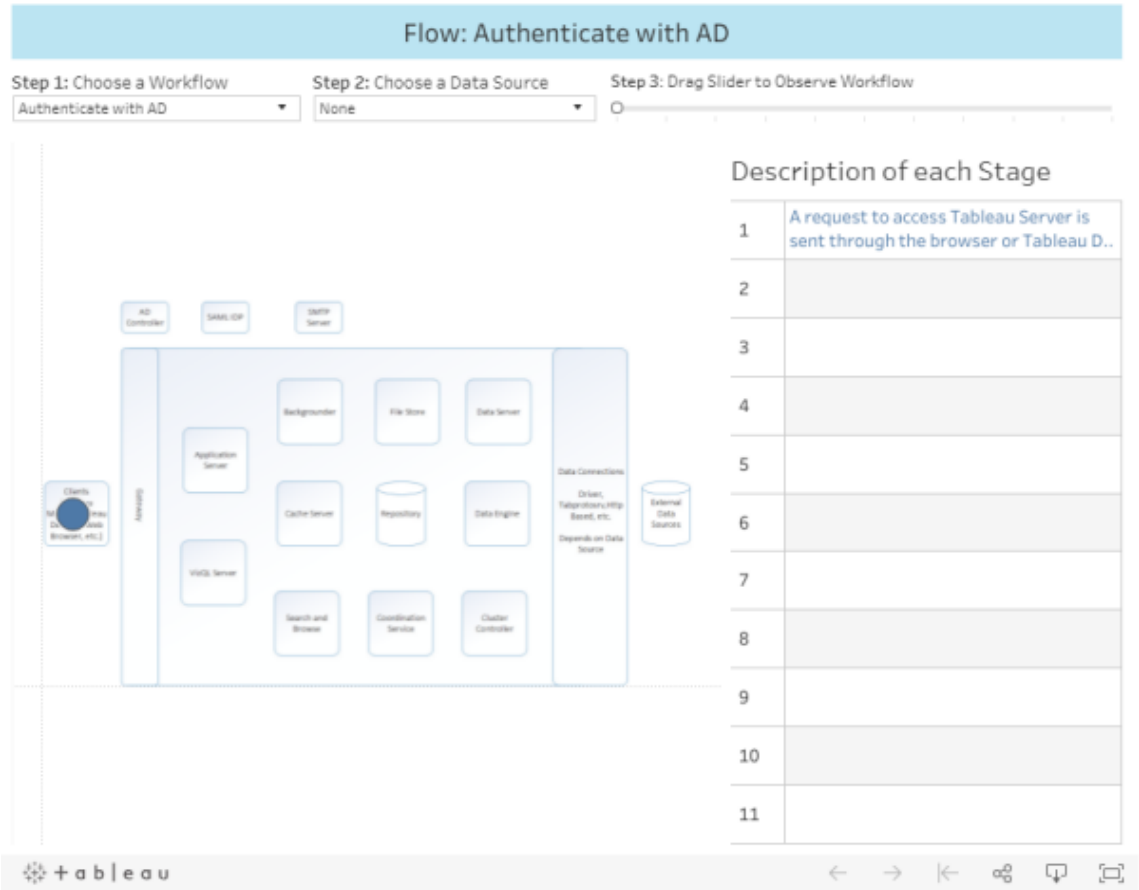 Flow: Authenticate with AD
Step 1: Choose a Workflow
Step 2: Choose a Data Source
Step 3: Drag Slider to Observe Workflow
Authenticate with AD
None
Description of each Stage
1
A request to access Tableau Server is
sent through the browser or Tableau D..
2
3
4
5
6
7
8
9
10
11
AD
Controller
SAML IDP
SMTP
Server
Backgrounder
File Store
Data Server
Application
Server
Gateway
Clients
Browser, etc.)
Cache Server
Repository
Data Engine
Data Connections
Driver,
Tabprotosrv,Http
Based, etc.
Depends on Data
Source
External
Data
Sources
VizQL Server
Search and
Browse
Coordination
Service
Cluster
Controller
+ableau